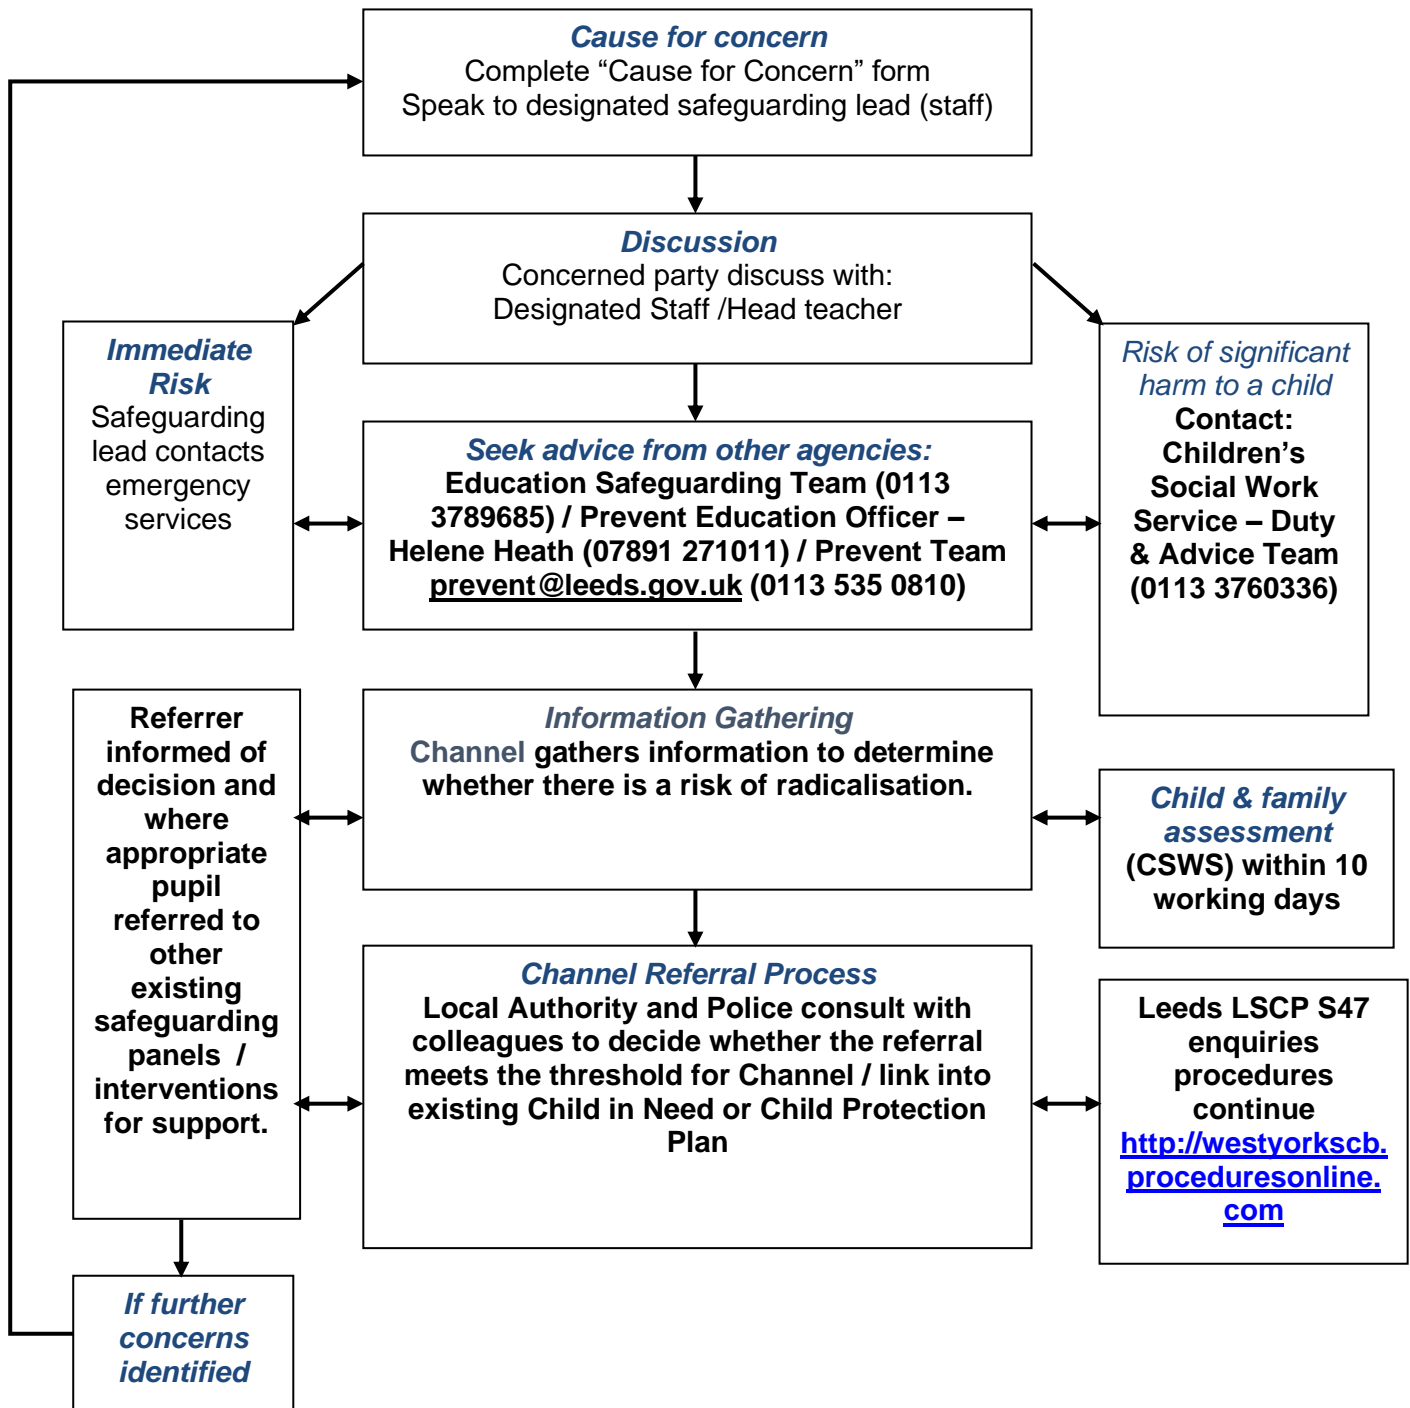 Cause for concern
Complete “Cause for Concern” form
Speak to designated safeguarding lead (staff)
Discussion
Concerned party discuss with:
Designated Staff /Head teacher
Immediate
Risk
Safeguarding
lead contacts
emergency
services
Seek advice from other agencies:
Education Safeguarding Team (0113
3789685) / Prevent Education Officer –
Helene Heath (07891 271011) / Prevent Team
prevent@leeds.gov.uk (0113 535 0810)
Risk of significant
harm to a child
Contact:
Children’s
Social Work
Service – Duty
& Advice Team
(0113 3760336)
Referrer
informed of
decision and
where
appropriate
pupil
referred to
other
existing
safeguarding
panels /
interventions
for support.
Information Gathering
Channel gathers information to determine
whether there is a risk of radicalisation.
Child & family
assessment
(CSWS) within 10
working days
Channel Referral Process
Local Authority and Police consult with
colleagues to decide whether the referral
meets the threshold for Channel / link into
existing Child in Need or Child Protection
Plan
Leeds LSCP S47
enquiries
procedures
continue
http://westyorkscb.
proceduresonline.
com
If further
concerns
identified